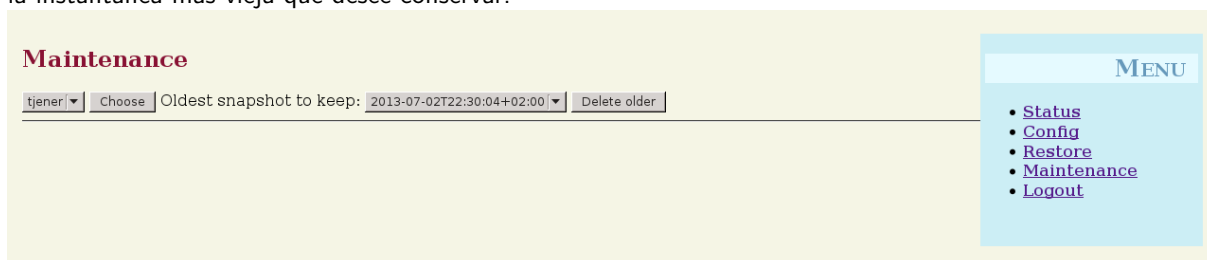 la instantánea más vieja que desee conservar.
Maintenance
tjener Choose Oldest snapshot to keep: 2013-07-02T22:30:04+02:00 Delete older
MENU
Status
Config
Restore
Maintenance
Logout